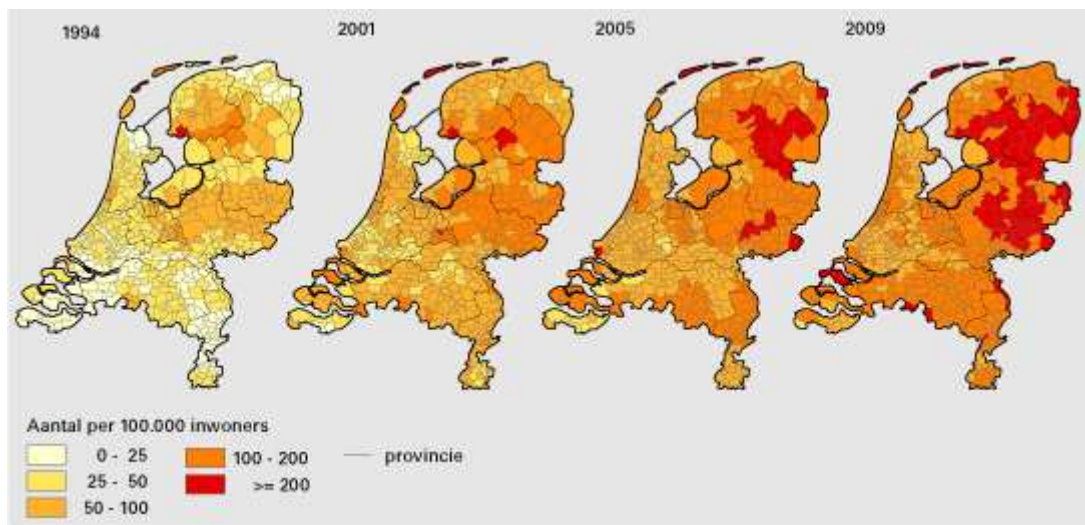 1994 2001 2005 2009
Aantal per 100.000 inwoners
0 - 25 100 - 200 provincie
25 - 50 >= 200
50 - 100